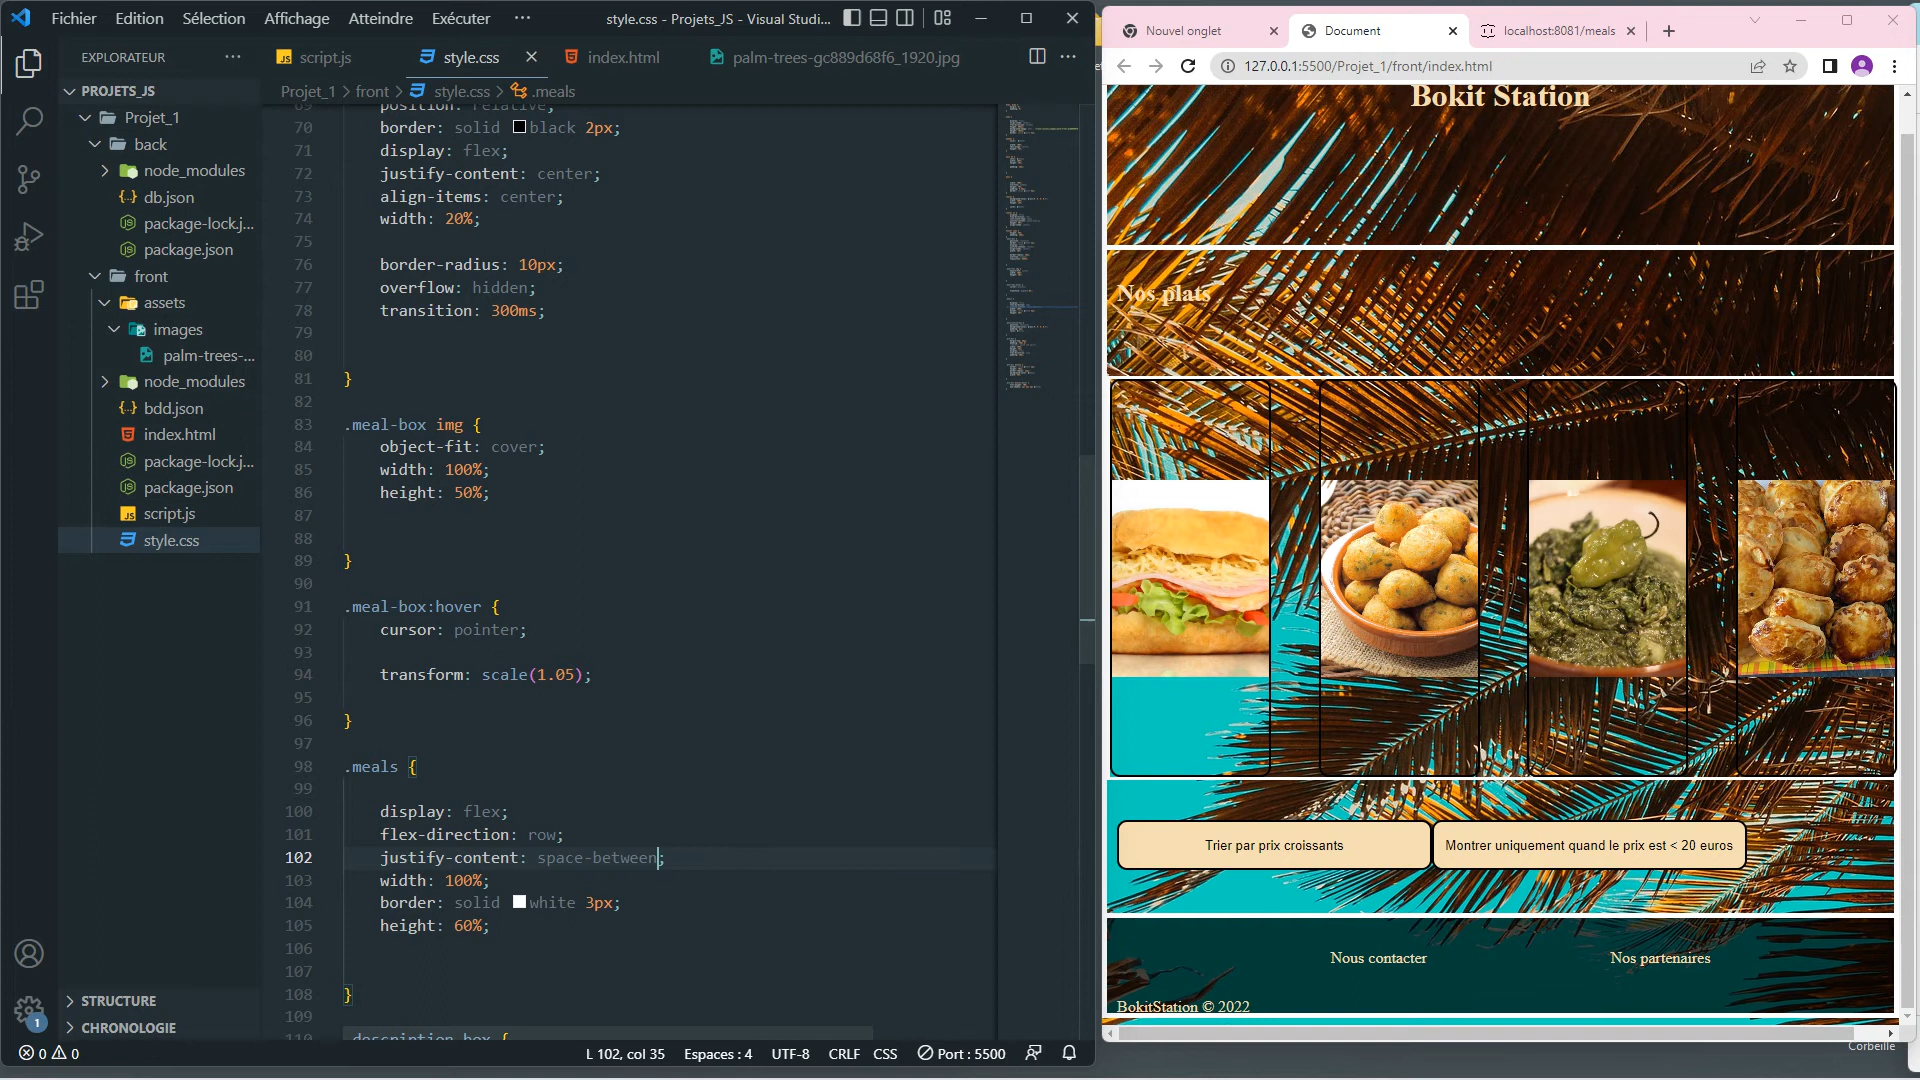 Fichier Edition Sélection Affichage Atteindre Exécuter ··· style.css - Projets_JS - Visual Studi...
EXPLORATEUR ···
script.js style.css index.html palm-trees-gc889d68f6_1920.jpg ···
PROJETS_JS
Projet_1 > front > style.css > .meals
Projet_1
back
node_modules
db.json
package-lock.j...
package.json
front
assets
images
palm-trees-...
node_modules
bdd.json
index.html
package-lock.j...
package.json
script.js
style.css
STRUCTURE
CHRONOLOGIE
1
69 position: relative;
70 border: solid black 2px;
71 display: flex;
72 justify-content: center;
73 align-items: center;
74 width: 20%;
75
76 border-radius: 10px;
77 overflow: hidden;
78 transition: 300ms;
79
80
81 }
82
83 .meal-box img {
84 object-fit: cover;
85 width: 100%;
86 height: 50%;
87
88
89 }
90
91 .meal-box:hover {
92 cursor: pointer;
93
94 transform: scale(1.05);
95
96 }
97
98 .meals {
99
100 display: flex;
101 flex-direction: row;
102 justify-content: space-between;
103 width: 100%;
104 border: solid white 3px;
105 height: 60%;
106
107
108 }
109
110 .description-box {
0 0 L 102, col 35 Espaces : 4 UTF-8 CRLF CSS Port : 5500
Nouvel onglet Document localhost:8081/meals
127.0.0.1:5500/Projet_1/front/index.html
Bokit Station
Nos plats
Trier par prix croissants Montrer uniquement quand le prix est < 20 euros
Nous contacter Nos partenaires
BokitStation © 2022
Corbeille